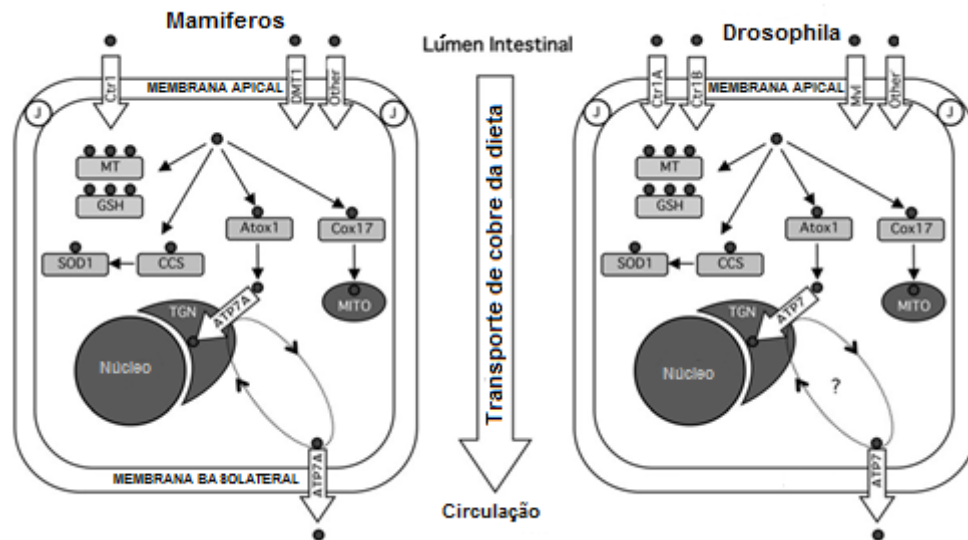 Mamiferos
Lúmen Intestinal
Drosophila
Ctr1
DMT1
Other
MEMBRANA APICAL
J
J
MT
GSH
Atox1
Cox17
SOD1
CCS
TGN
ATP7A
MITO
Núcleo
MEMBRANA BASOLATERAL
ATP7A
Transporte de cobre da dieta
Circulação
Ctr1A
Ctr1B
Mvl
Other
MEMBRANA APICAL
J
J
MT
GSH
Atox1
Cox17
SOD1
CCS
TGN
ATP7
MITO
Núcleo
?
ATP7